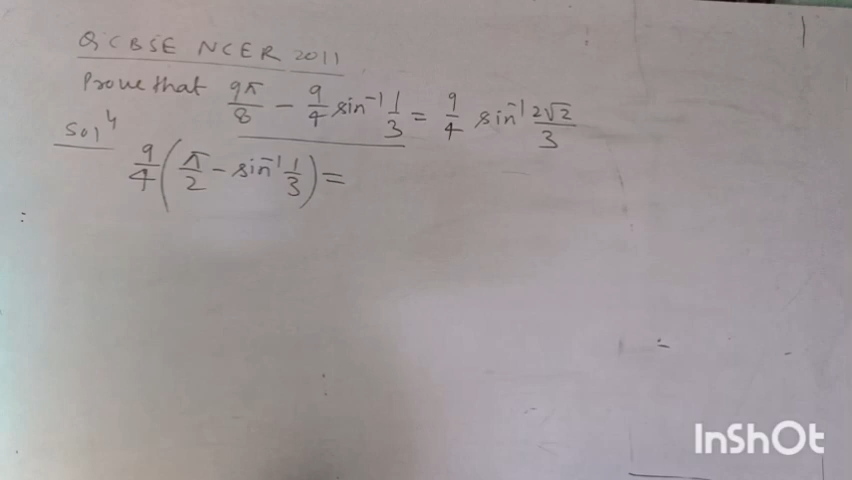 Q: CBSE NCER 2011
Prove that 9π/8 − 9/4 sin⁻¹ 1/3 = 9/4 sin⁻¹ 2√2/3
Solⁿ
9/4 (π/2 − sin⁻¹ 1/3) =
InShOt